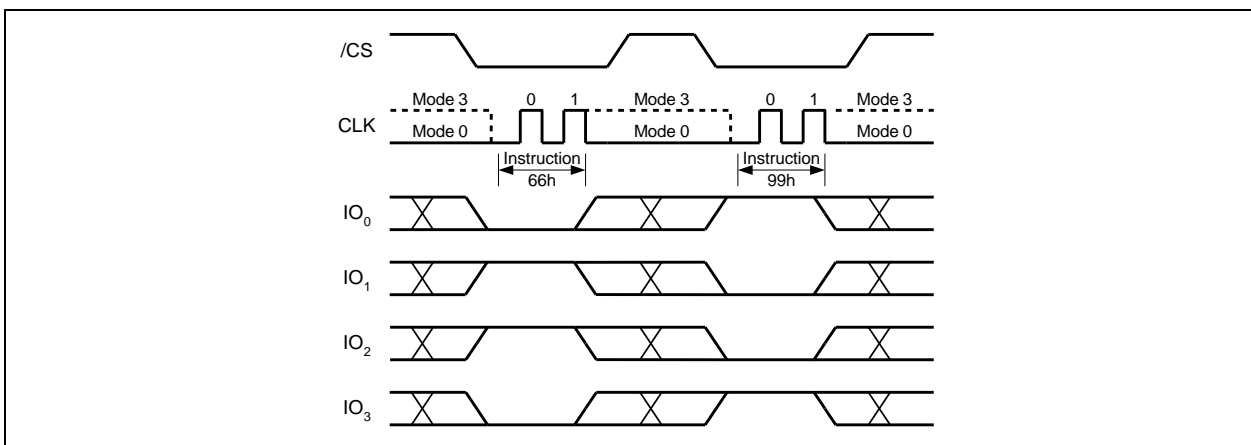 /CS
Mode 3 0 1 Mode 3 0 1 Mode 3
CLK
Mode 0 Mode 0 Mode 0
Instruction Instruction
66h 99h
IO0
IO1
IO2
IO3